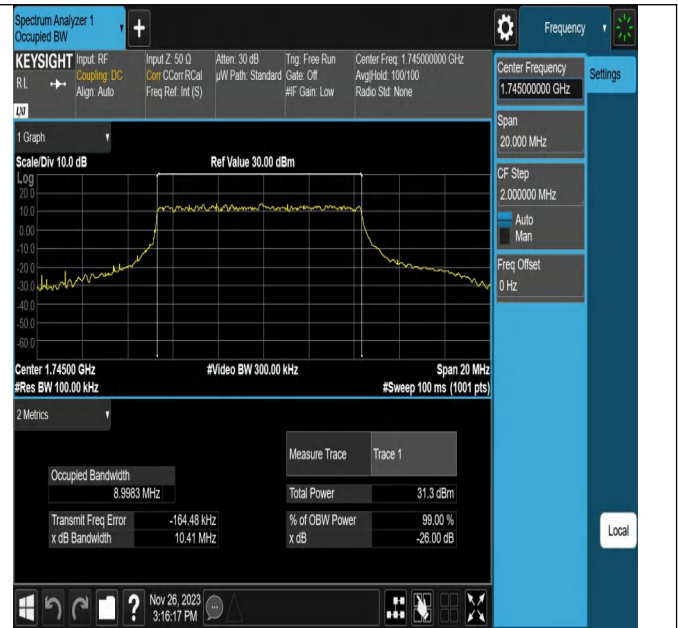 Spectrum Analyzer 1
Occupied BW
+
Frequency
KEYSIGHT
RL
LXI
Input: RF
Coupling: DC
Align: Auto
Input Z: 50 Ω
Corr CCorr RCal
Freq Ref: Int (S)
Atten: 30 dB
µW Path: Standard
Trig: Free Run
Gate: Off
#IF Gain: Low
Center Freq: 1.745000000 GHz
Avg|Hold: 100/100
Radio Std: None
Center Frequency
1.745000000 GHz
Settings
Span
20.000 MHz
CF Step
2.000000 MHz
Auto
Man
Freq Offset
0 Hz
1 Graph
Scale/Div 10.0 dB
Ref Value 30.00 dBm
Log
20.0
10.0
0.00
-10.0
-20.0
-30.0
-40.0
-50.0
-60.0
Center 1.74500 GHz
#Video BW 300.00 kHz
Span 20 MHz
#Res BW 100.00 kHz
#Sweep 100 ms (1001 pts)
2 Metrics
Measure Trace Trace 1
Occupied Bandwidth
8.9983 MHz
Total Power 31.3 dBm
Transmit Freq Error -164.48 kHz
% of OBW Power 99.00 %
x dB Bandwidth 10.41 MHz
x dB -26.00 dB
Local
?
Nov 26, 2023
3:16:17 PM